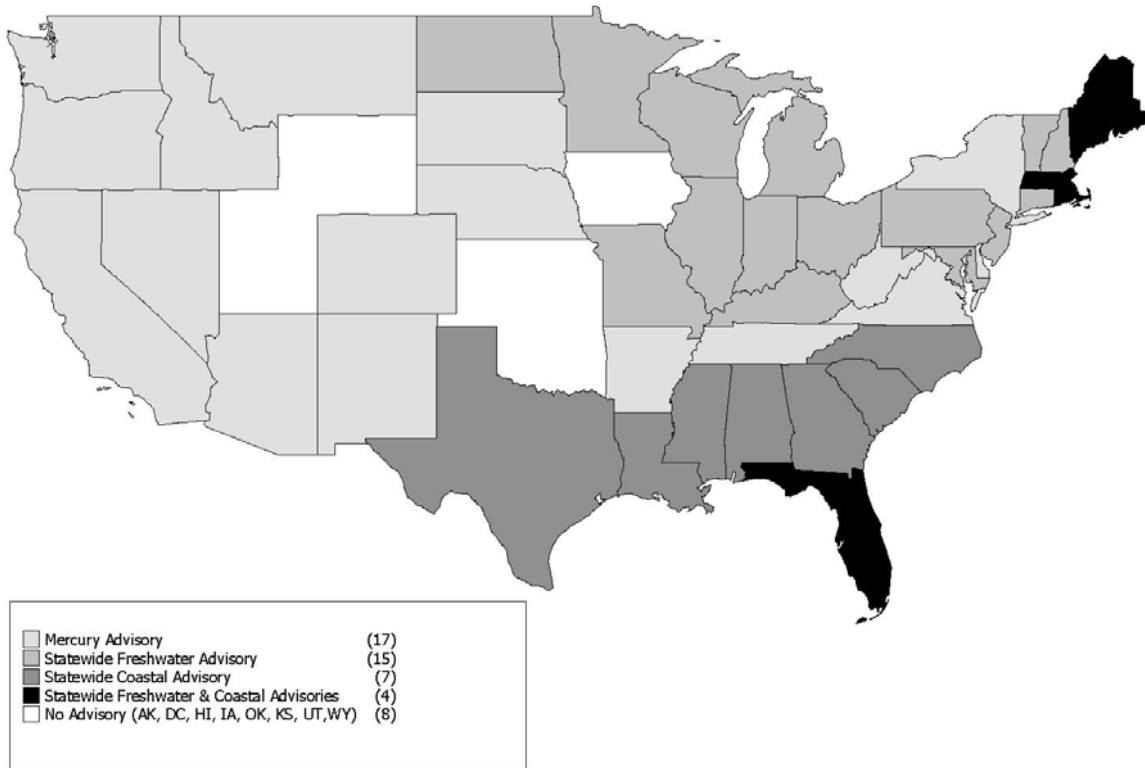 Mercury Advisory (17)
Statewide Freshwater Advisory (15)
Statewide Coastal Advisory (7)
Statewide Freshwater & Coastal Advisories (4)
No Advisory (AK, DC, HI, IA, OK, KS, UT,WY) (8)